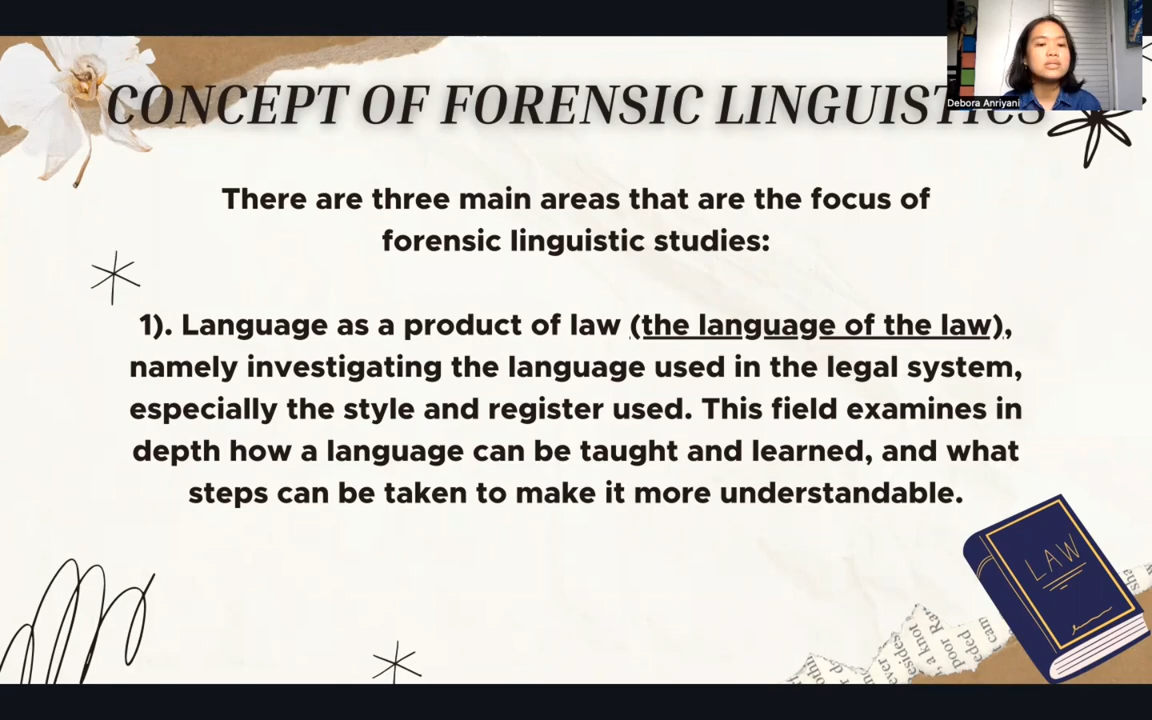 CONCEPT OF FORENSIC LINGUISTICS
Debora Anriyani
There are three main areas that are the focus of
forensic linguistic studies:
1). Language as a product of law (the language of the law),
namely investigating the language used in the legal system,
especially the style and register used. This field examines in
depth how a language can be taught and learned, and what
steps can be taken to make it more understandable.
LAW